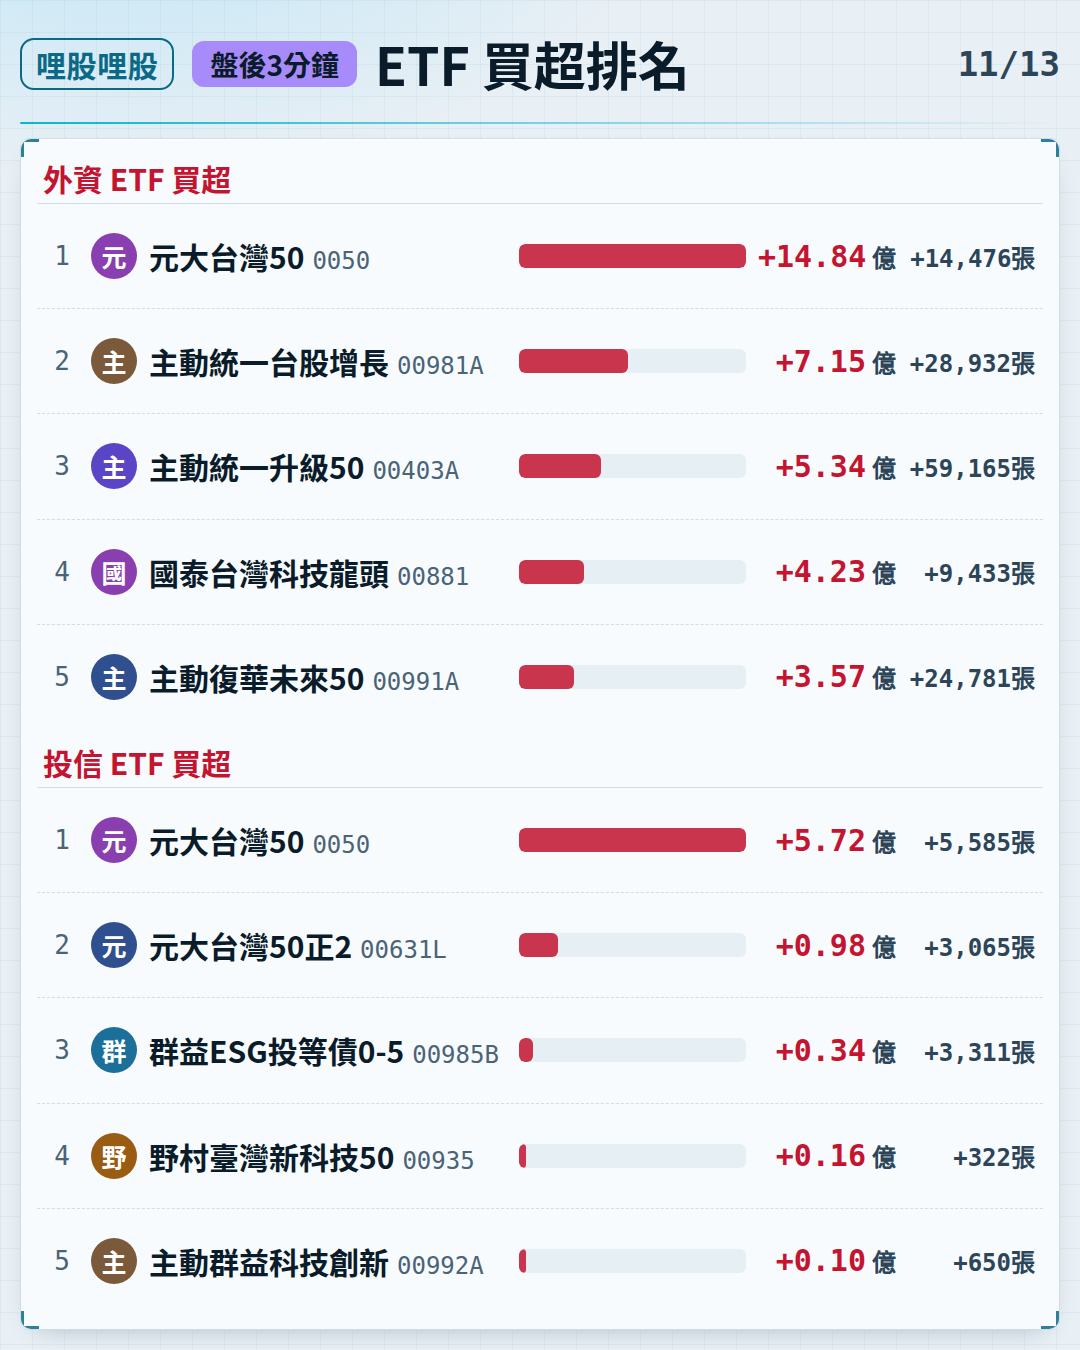 哩股哩股 盤後3分鐘 ETF 買超排名 11/13
外資 ETF 買超
1 元 元大台灣50 0050 +14.84 億 +14,476張
2 主 主動統一台股增長 00981A +7.15 億 +28,932張
3 主 主動統一升級50 00403A +5.34 億 +59,165張
4 國 國泰台灣科技龍頭 00881 +4.23 億 +9,433張
5 主 主動復華未來50 00991A +3.57 億 +24,781張
投信 ETF 買超
1 元 元大台灣50 0050 +5.72 億 +5,585張
2 元 元大台灣50正2 00631L +0.98 億 +3,065張
3 群 群益ESG投等債0-5 00985B +0.34 億 +3,311張
4 野 野村臺灣新科技50 00935 +0.16 億 +322張
5 主 主動群益科技創新 00992A +0.10 億 +650張